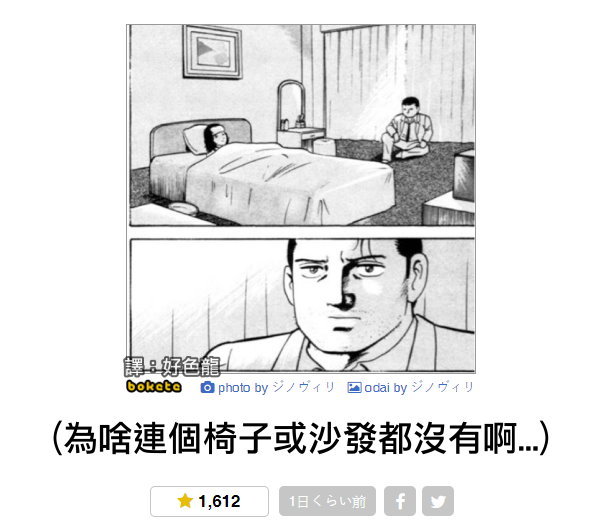 譯：好色龍
bokete
photo by ジノヴィリ
odai by ジノヴィリ
(為啥連個椅子或沙發都沒有啊...)
1,612
1日くらい前